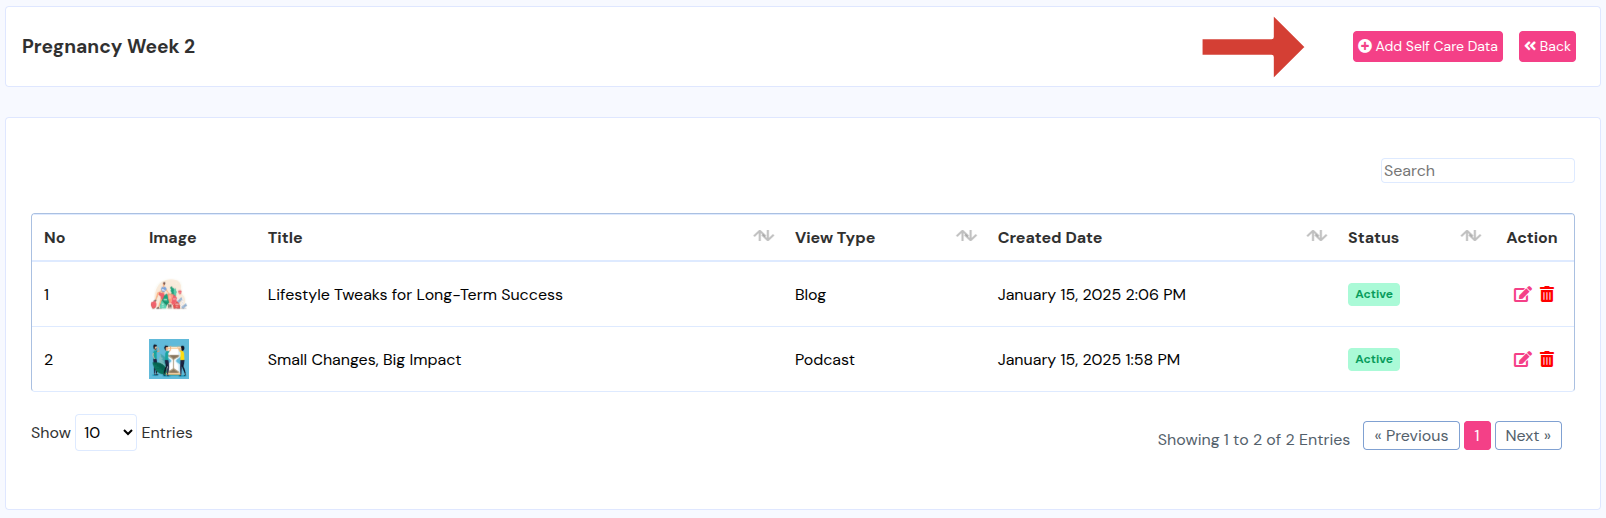 Pregnancy Week 2
Add Self Care Data
Back
Search
No Image Title View Type Created Date Status Action
1 Lifestyle Tweaks for Long-Term Success Blog January 15, 2025 2:06 PM Active
2 Small Changes, Big Impact Podcast January 15, 2025 1:58 PM Active
Show 10 Entries
Showing 1 to 2 of 2 Entries « Previous 1 Next »